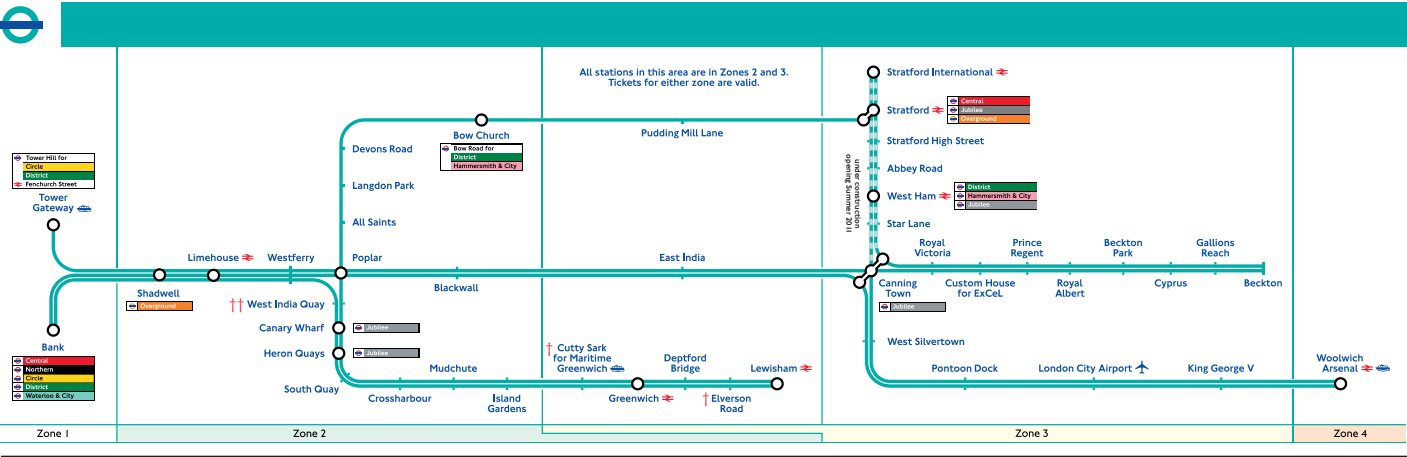 All stations in this area are in Zones 2 and 3.
Tickets for either zone are valid.
Stratford International
Stratford
Central
Jubilee
Overground
Pudding Mill Lane
Bow Church
Bow Road for
District
Hammersmith & City
Stratford High Street
Devons Road
Abbey Road
Langdon Park
under construction
opening Summer 2011
West Ham
District
Hammersmith & City
Jubilee
Tower Hill for
Circle
District
Fenchurch Street
Tower
Gateway
All Saints
Star Lane
Limehouse
Westferry
Poplar
East India
Royal
Victoria
Prince
Regent
Beckton
Park
Gallions
Reach
Shadwell
Overground
Blackwall
Canning
Town
Jubilee
Custom House
for ExCeL
Royal
Albert
Cyprus
Beckton
†† West India Quay
Canary Wharf
Jubilee
Heron Quays
Jubilee
Bank
Central
Northern
Circle
District
Waterloo & City
West Silvertown
South Quay
Mudchute
Crossharbour
Island
Gardens
† Cutty Sark
for Maritime
Greenwich
Deptford
Bridge
Lewisham
Greenwich
† Elverson
Road
Pontoon Dock
London City Airport
King George V
Woolwich
Arsenal
Zone 1
Zone 2
Zone 3
Zone 4